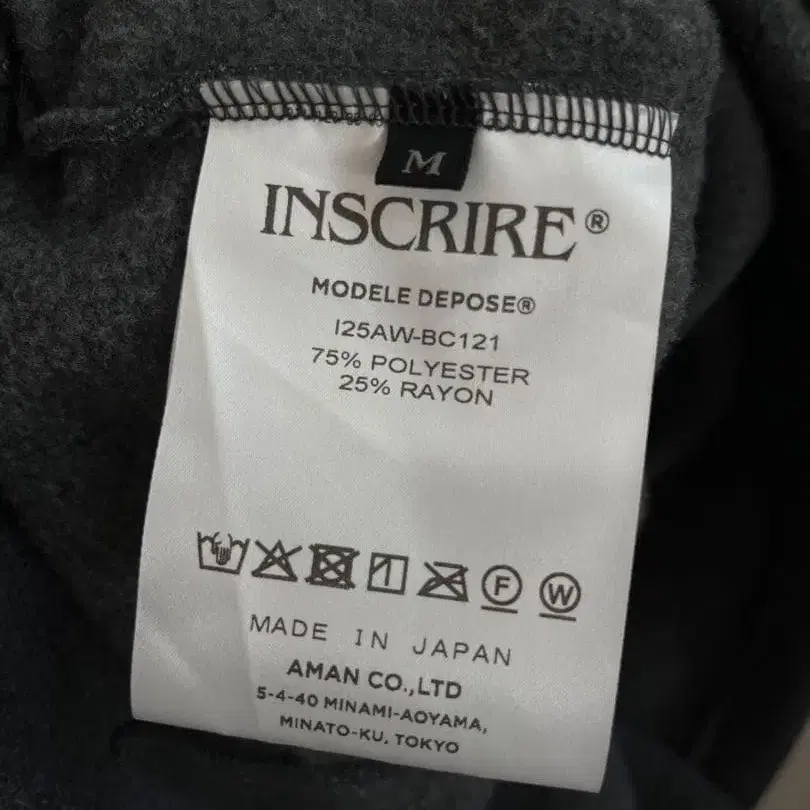 M
INSCRIRE®
MODELE DEPOSE®
I25AW-BC121
75% POLYESTER
25% RAYON
F W
MADE IN JAPAN
AMAN CO.,LTD
5-4-40 MINAMI-AOYAMA,
MINATO-KU, TOKYO